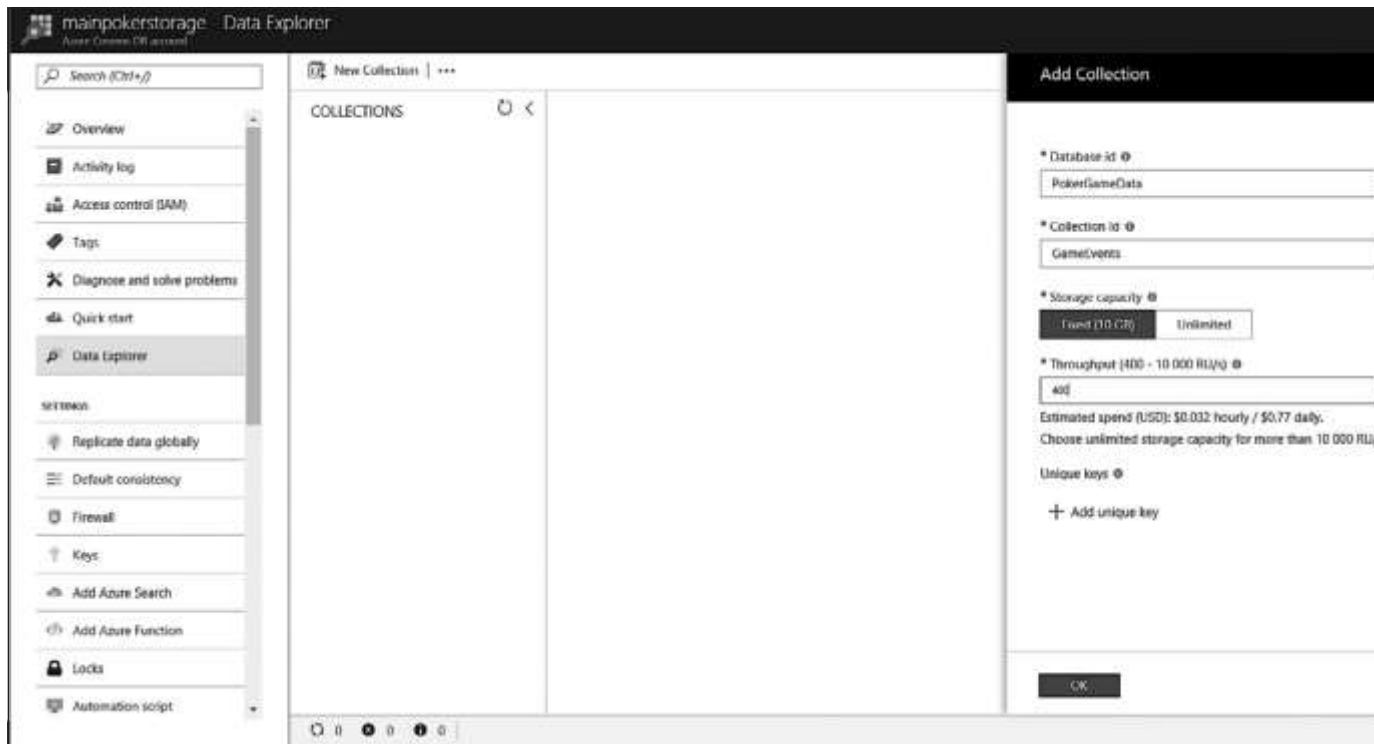 mainpokerstorage Data Explorer
Azure Cosmos DB account
Search (Ctrl+/)
Overview
Activity log
Access control (IAM)
Tags
Diagnose and solve problems
Quick start
Data Explorer
SETTINGS
Replicate data globally
Default consistency
Firewall
Keys
Add Azure Search
Add Azure Function
Locks
Automation script
New Collection | •••
COLLECTIONS
0 0 0
Add Collection
* Database id
PokerGameData
* Collection id
GameEvents
* Storage capacity
Fixed (10 GB) Unlimited
* Throughput (400 - 10 000 RU/s)
400
Estimated spend (USD): $0.032 hourly / $0.77 daily.
Choose unlimited storage capacity for more than 10 000 RU/
Unique keys
+ Add unique key
OK